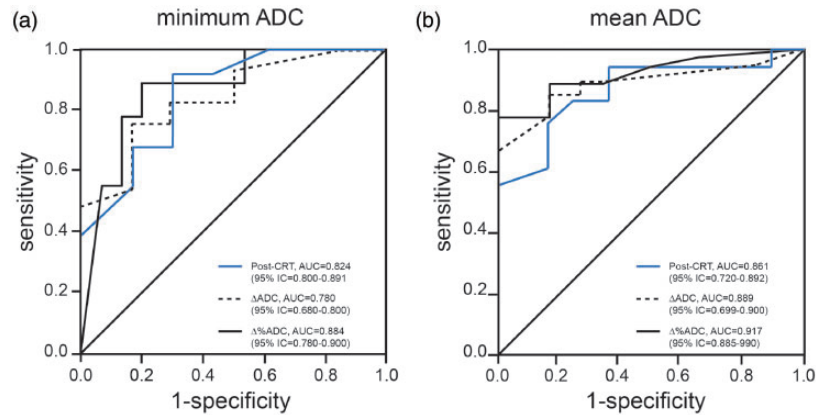 (a)
minimum ADC
1.0
0.8
0.6
0.4
0.2
0.0
sensitivity
0.0 0.2 0.4 0.6 0.8 1.0
1-specificity
Post-CRT, AUC=0.824
(95% IC=0.800-0.891
ΔADC, AUC=0.780
(95% IC=0.680-0.800)
Δ%ADC, AUC=0.884
(95% IC=0.780-0.900)
(b)
mean ADC
1.0
0.8
0.6
0.4
0.2
0.0
sensitivity
0.0 0.2 0.4 0.6 0.8 1.0
1-specificity
Post-CRT, AUC=0.861
(95% IC=0.720-0.892)
ΔADC, AUC=0.889
(95% IC=0.699-0.900)
Δ%ADC, AUC=0.917
(95% IC=0.885-990)